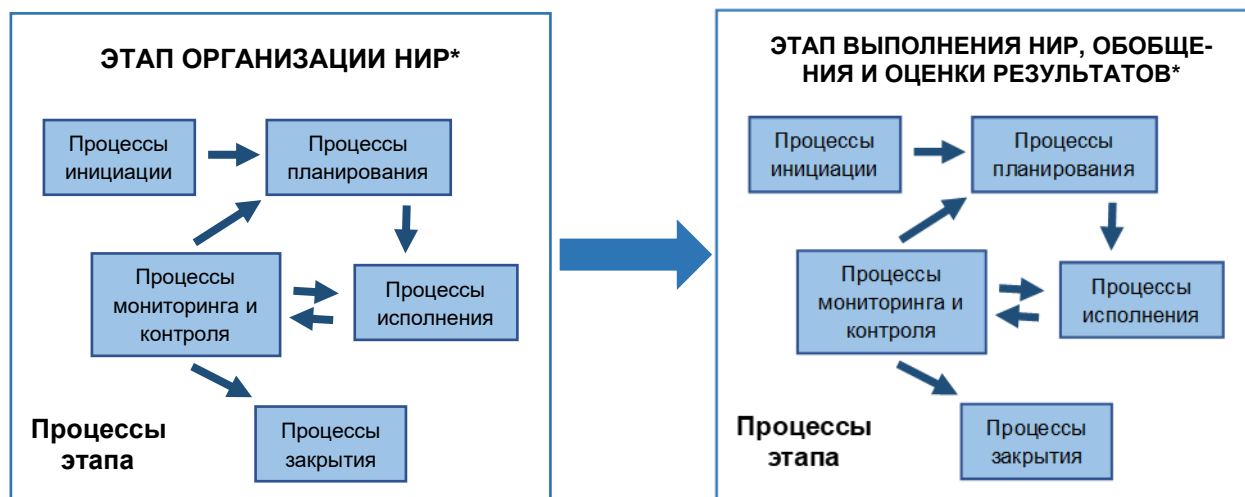 ЭТАП ОРГАНИЗАЦИИ НИР*
Процессы
инициации
Процессы
планирования
Процессы
мониторинга и
контроля
Процессы
исполнения
Процессы
этапа
Процессы
закрытия
ЭТАП ВЫПОЛНЕНИЯ НИР, ОБОБЩЕ-
НИЯ И ОЦЕНКИ РЕЗУЛЬТАТОВ*
Процессы
инициации
Процессы
планирования
Процессы
мониторинга и
контроля
Процессы
исполнения
Процессы
этапа
Процессы
закрытия